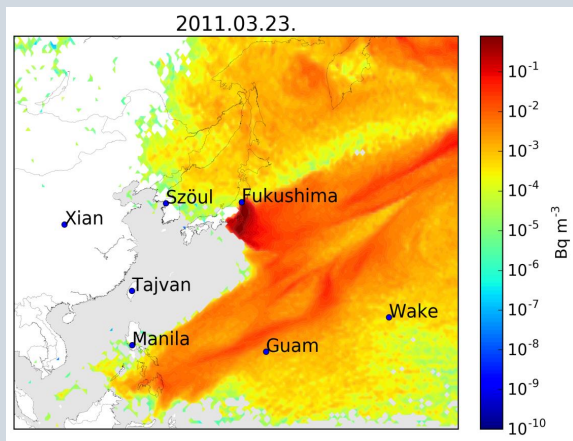 2011.03.23.
Szöul
Fukushima
Xian
Tajvan
Wake
Manila
Guam
10⁻¹
10⁻²
10⁻³
10⁻⁴
10⁻⁵
10⁻⁶
10⁻⁷
10⁻⁸
10⁻⁹
10⁻¹⁰
Bq m⁻³